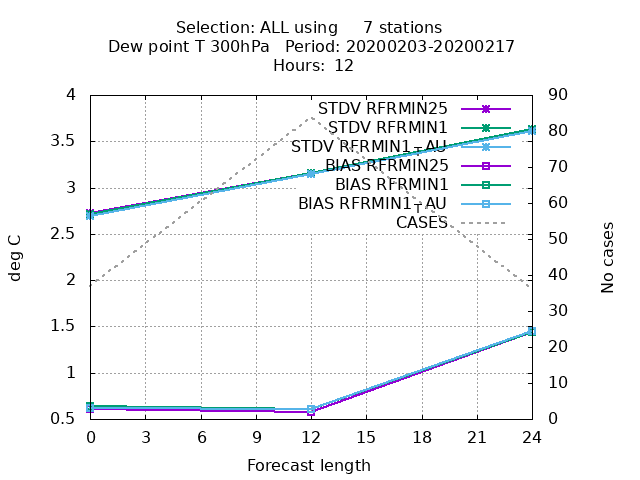 Selection: ALL using     7 stations
Dew point T 300hPa   Period: 20200203-20200217
Hours:  12
4
3.5
3
2.5
2
1.5
1
0.5
90
80
70
60
50
40
30
20
10
0
0 3 6 9 12 15 18 21 24
deg C
No cases
Forecast length
STDV RFRMIN25
STDV RFRMIN1
STDV RFRMIN1_AU
BIAS RFRMIN25
BIAS RFRMIN1
BIAS RFRMIN1_AU
CASES